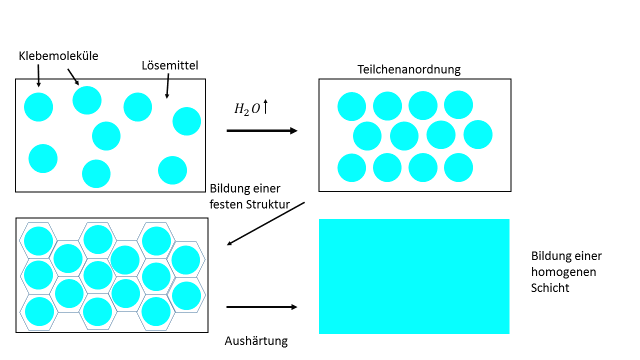 Klebemoleküle
Lösemittel
Teilchenanordnung
H₂O↑
Bildung einer
festen Struktur
Bildung einer
homogenen
Schicht
Aushärtung